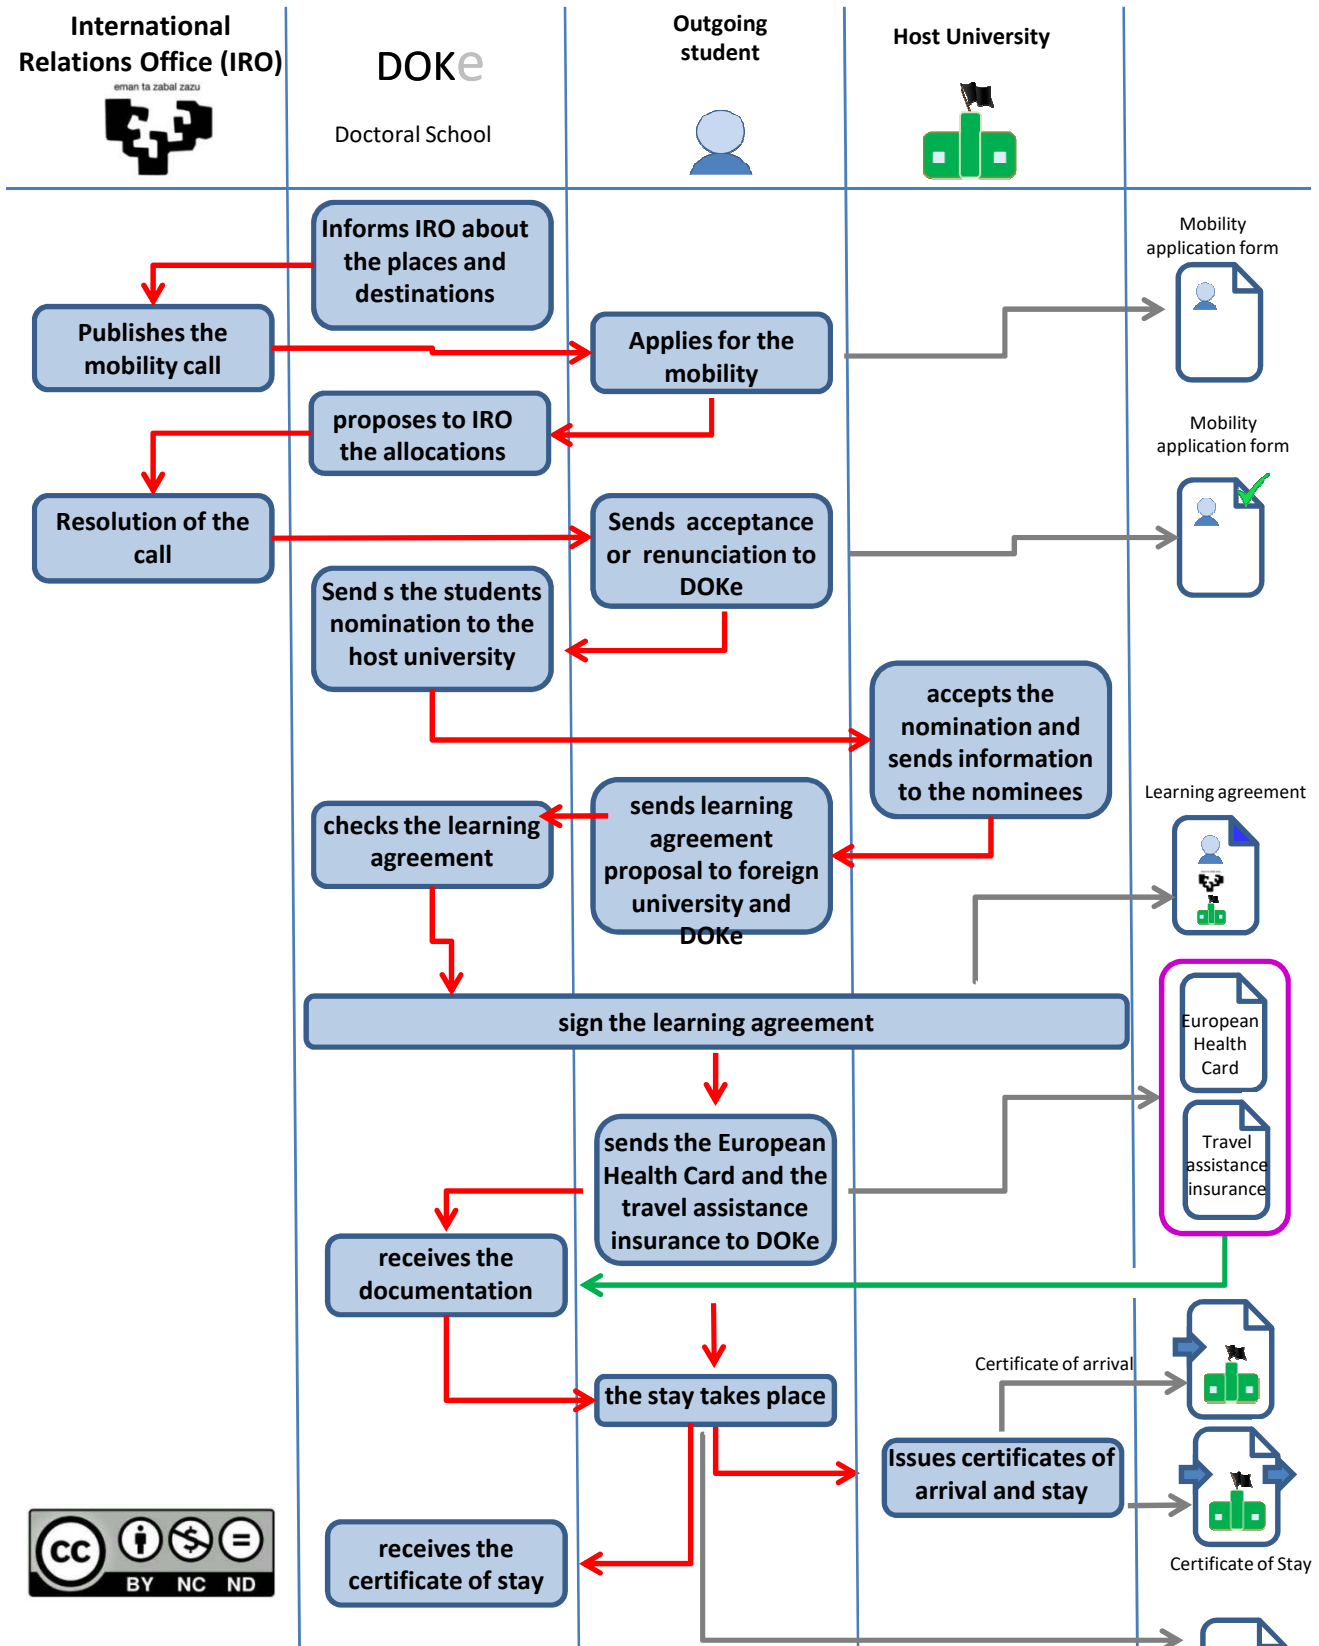 International
Relations Office (IRO)
eman ta zabal zazu
DOKe
Doctoral School
Outgoing
student
Host University
Informs IRO about
the places and
destinations
Mobility
application form
Publishes the
mobility call
Applies for the
mobility
proposes to IRO
the allocations
Mobility
application form
Resolution of the
call
Sends acceptance
or renunciation to
DOKe
Send s the students
nomination to the
host university
accepts the
nomination and
sends information
to the nominees
Learning agreement
sends learning
agreement
proposal to foreign
university and
DOKe
checks the learning
agreement
sign the learning agreement
European
Health
Card
Travel
assistance
insurance
sends the European
Health Card and the
travel assistance
insurance to DOKe
receives the
documentation
the stay takes place
Certificate of arrival
Issues certificates of
arrival and stay
Certificate of Stay
receives the
certificate of stay
cc
BY NC ND